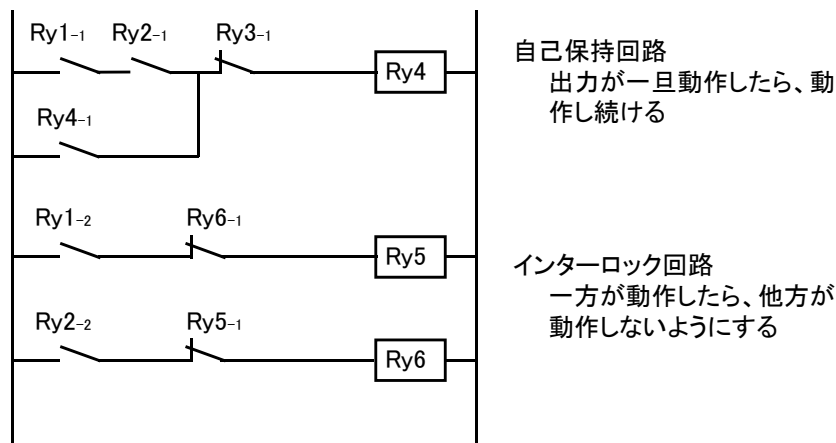 Ry1-1 Ry2-1 Ry3-1
Ry4
Ry4-1
自己保持回路
出力が一旦動作したら、動
作し続ける
Ry1-2 Ry6-1
Ry5
Ry2-2 Ry5-1
Ry6
インターロック回路
一方が動作したら、他方が
動作しないようにする